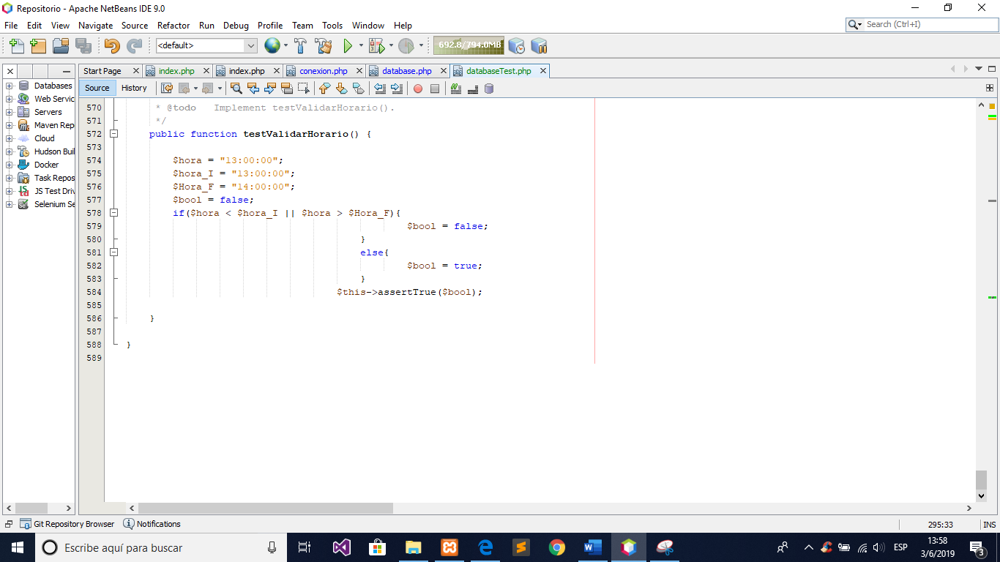 Repositorio - Apache NetBeans IDE 9.0
File Edit View Navigate Source Refactor Run Debug Profile Team Tools Window Help
Search (Ctrl+I)
<default>
692.8/794.0MB
Start Page index.php index.php conexion.php database.php databaseTest.php
Source History
Databases
Web Servic
Servers
Maven Rep
Cloud
Hudson Buil
Docker
Task Repos
JS Test Driv
Selenium Se
570 * @todo Implement testValidarHorario().
571 */
572 public function testValidarHorario() {
573
574 $hora = "13:00:00";
575 $hora_I = "13:00:00";
576 $Hora_F = "14:00:00";
577 $bool = false;
578 if($hora < $hora_I || $hora > $Hora_F){
579 $bool = false;
580 }
581 else{
582 $bool = true;
583 }
584 $this->assertTrue($bool);
585
586 }
587
588 }
589
Git Repository Browser Notifications
295:33 INS
Escribe aquí para buscar
ESP
13:58
3/6/2019
3